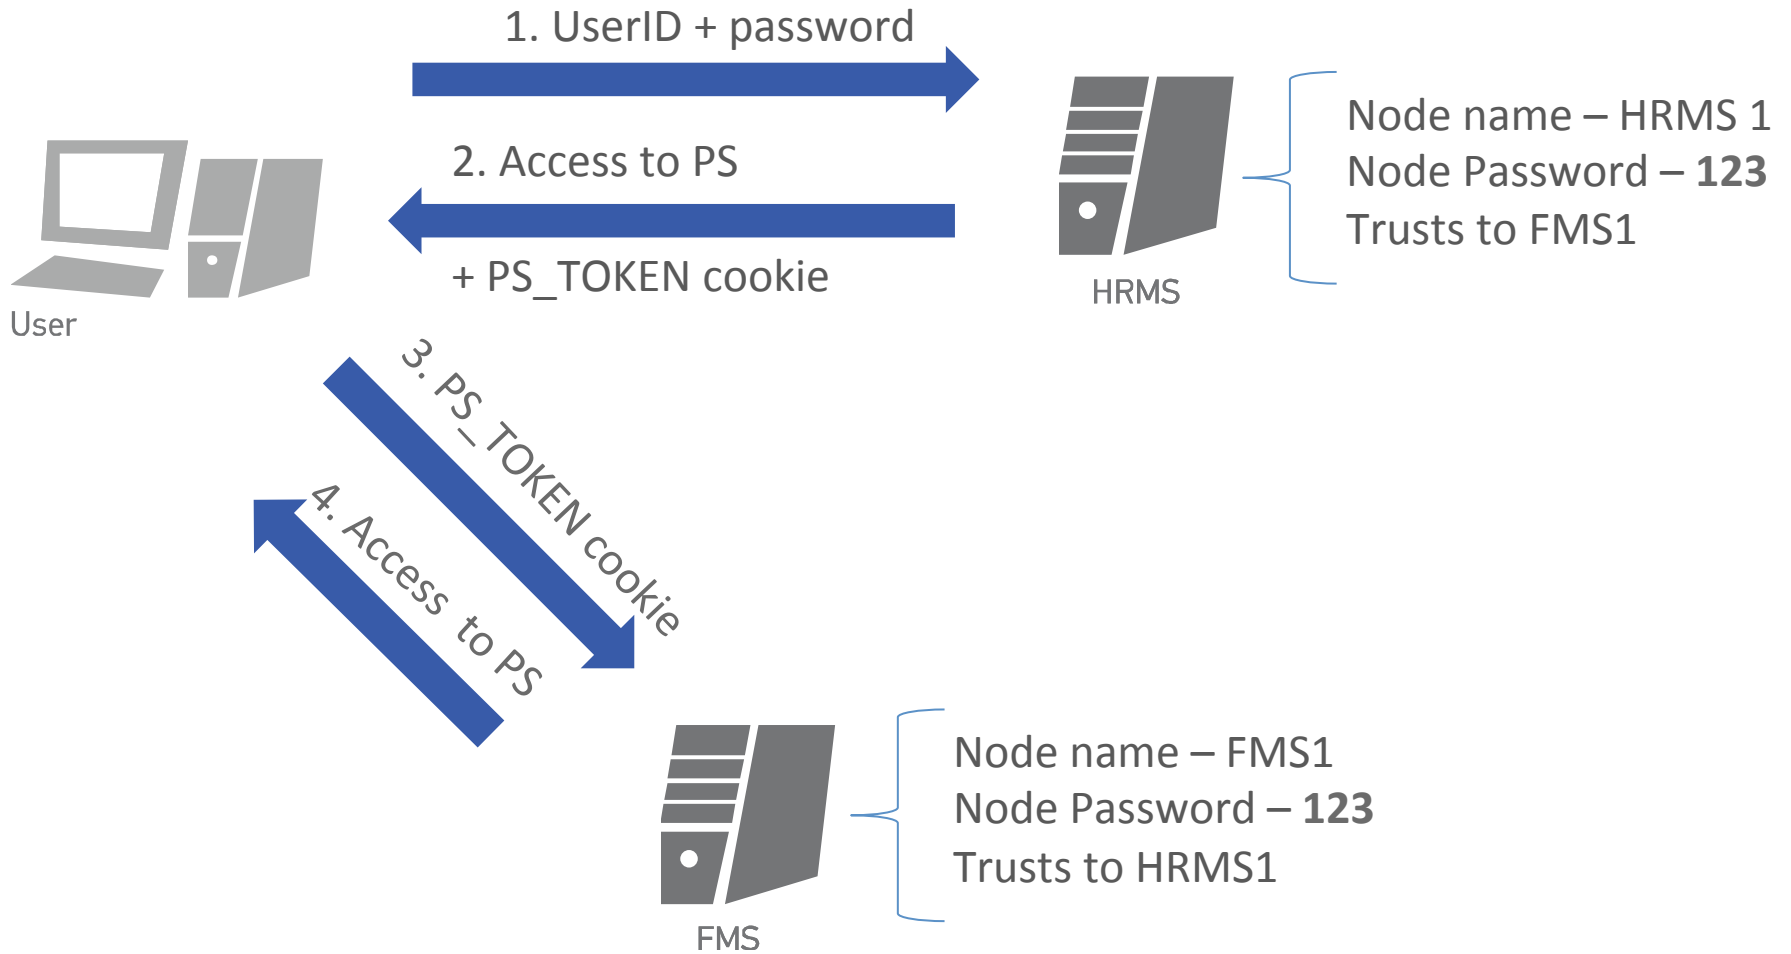 1. UserID + password
2. Access to PS
+ PS_TOKEN cookie
User
HRMS
Node name – HRMS 1
Node Password – 123
Trusts to FMS1
3. PS_TOKEN cookie
4. Access to PS
FMS
Node name – FMS1
Node Password – 123
Trusts to HRMS1